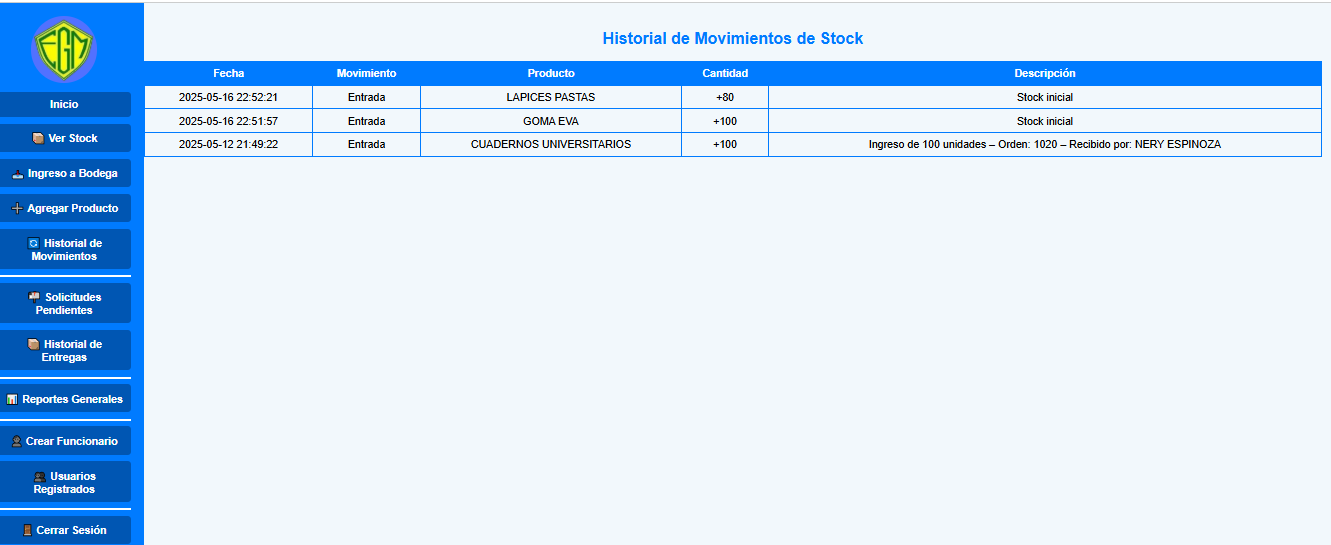 EGM
Inicio
Ver Stock
Ingreso a Bodega
Agregar Producto
Historial de
Movimientos
Solicitudes
Pendientes
Historial de
Entregas
Reportes Generales
Crear Funcionario
Usuarios
Registrados
Cerrar Sesión
Historial de Movimientos de Stock
Fecha Movimiento Producto Cantidad Descripción
2025-05-16 22:52:21 Entrada LAPICES PASTAS +80 Stock inicial
2025-05-16 22:51:57 Entrada GOMA EVA +100 Stock inicial
2025-05-12 21:49:22 Entrada CUADERNOS UNIVERSITARIOS +100 Ingreso de 100 unidades – Orden: 1020 – Recibido por: NERY ESPINOZA